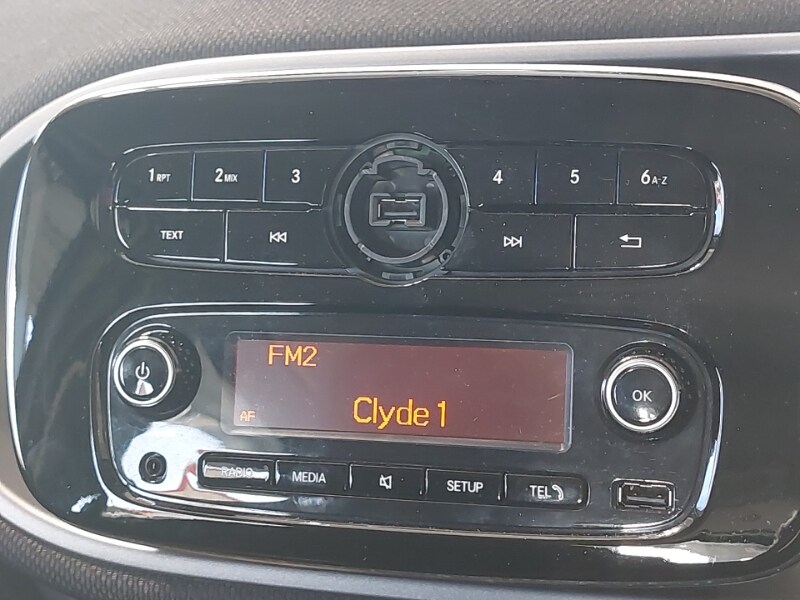 1 RPT 2 MIX 3 4 5 6 A-Z
TEXT
FM2
OK
AF Clyde 1
RADIO MEDIA SETUP TEL